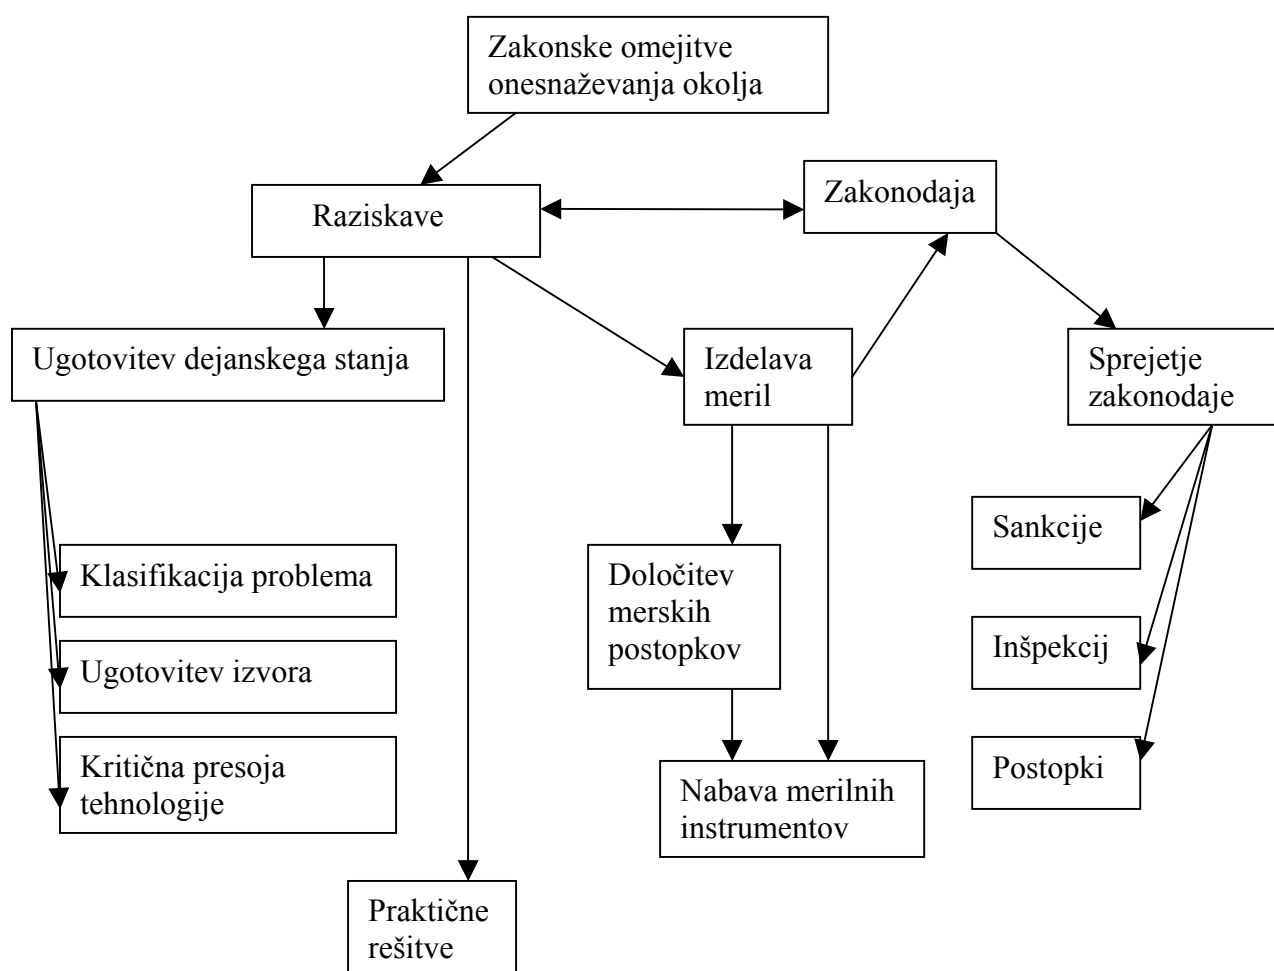 Zakonske omejitve
onesnaževanja okolja
Zakonodaja
Raziskave
Ugotovitev dejanskega stanja
Izdelava
meril
Sprejetje
zakonodaje
Sankcije
Klasifikacija problema
Določitev
merskih
postopkov
Inšpekcij
Ugotovitev izvora
Kritična presoja
tehnologije
Postopki
Nabava merilnih
instrumentov
Praktične
rešitve